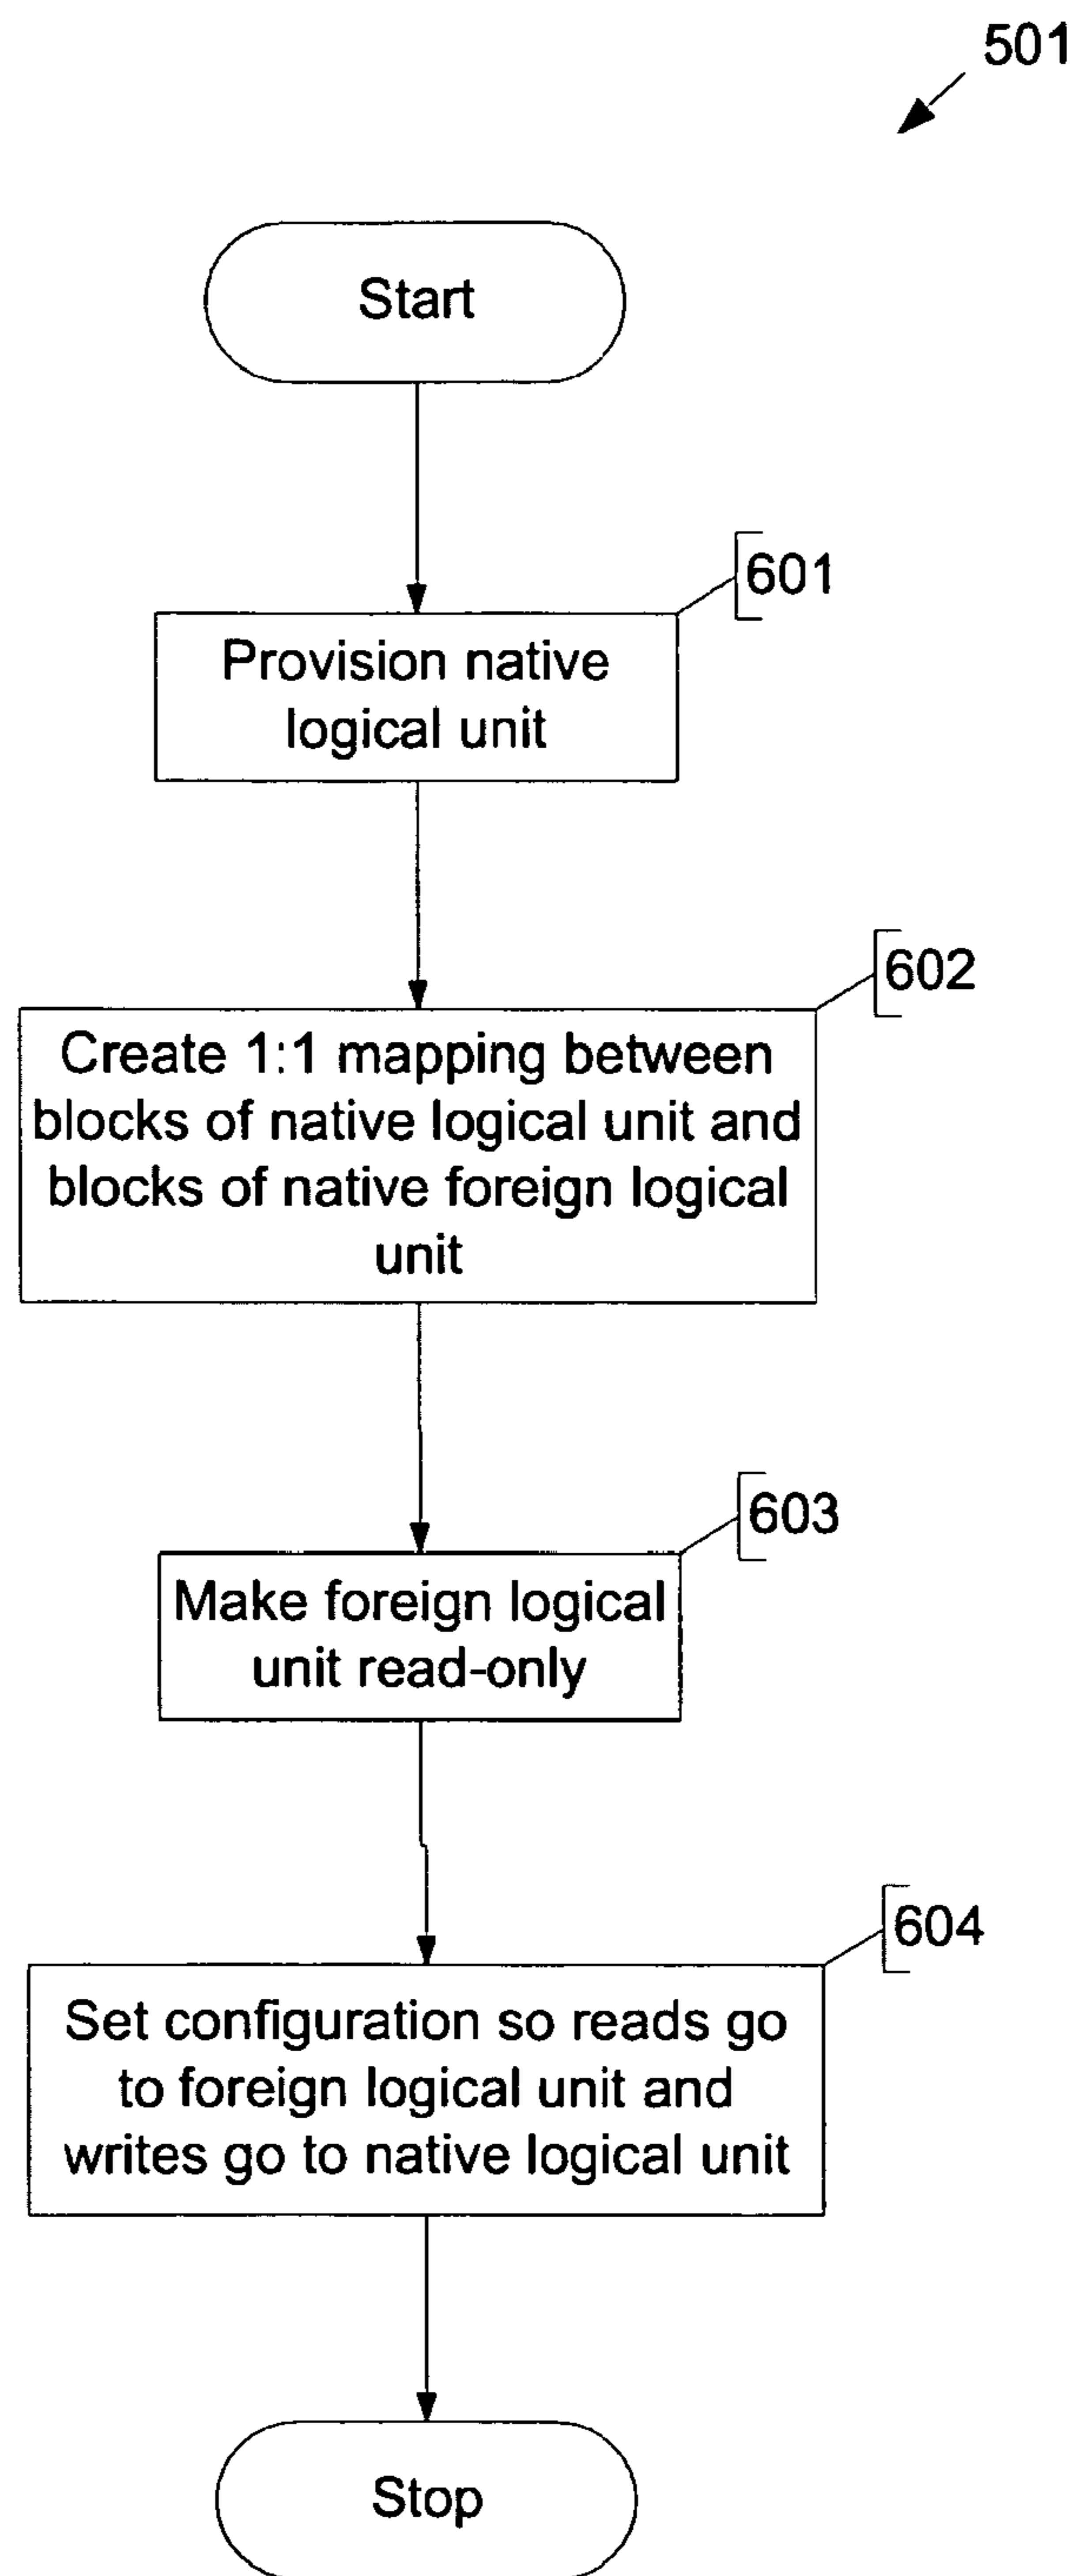 501
Start
601
Provision native
logical unit
602
Create 1:1 mapping between
blocks of native logical unit and
blocks of native foreign logical
unit
603
Make foreign logical
unit read-only
604
Set configuration so reads go
to foreign logical unit and
writes go to native logical unit
Stop